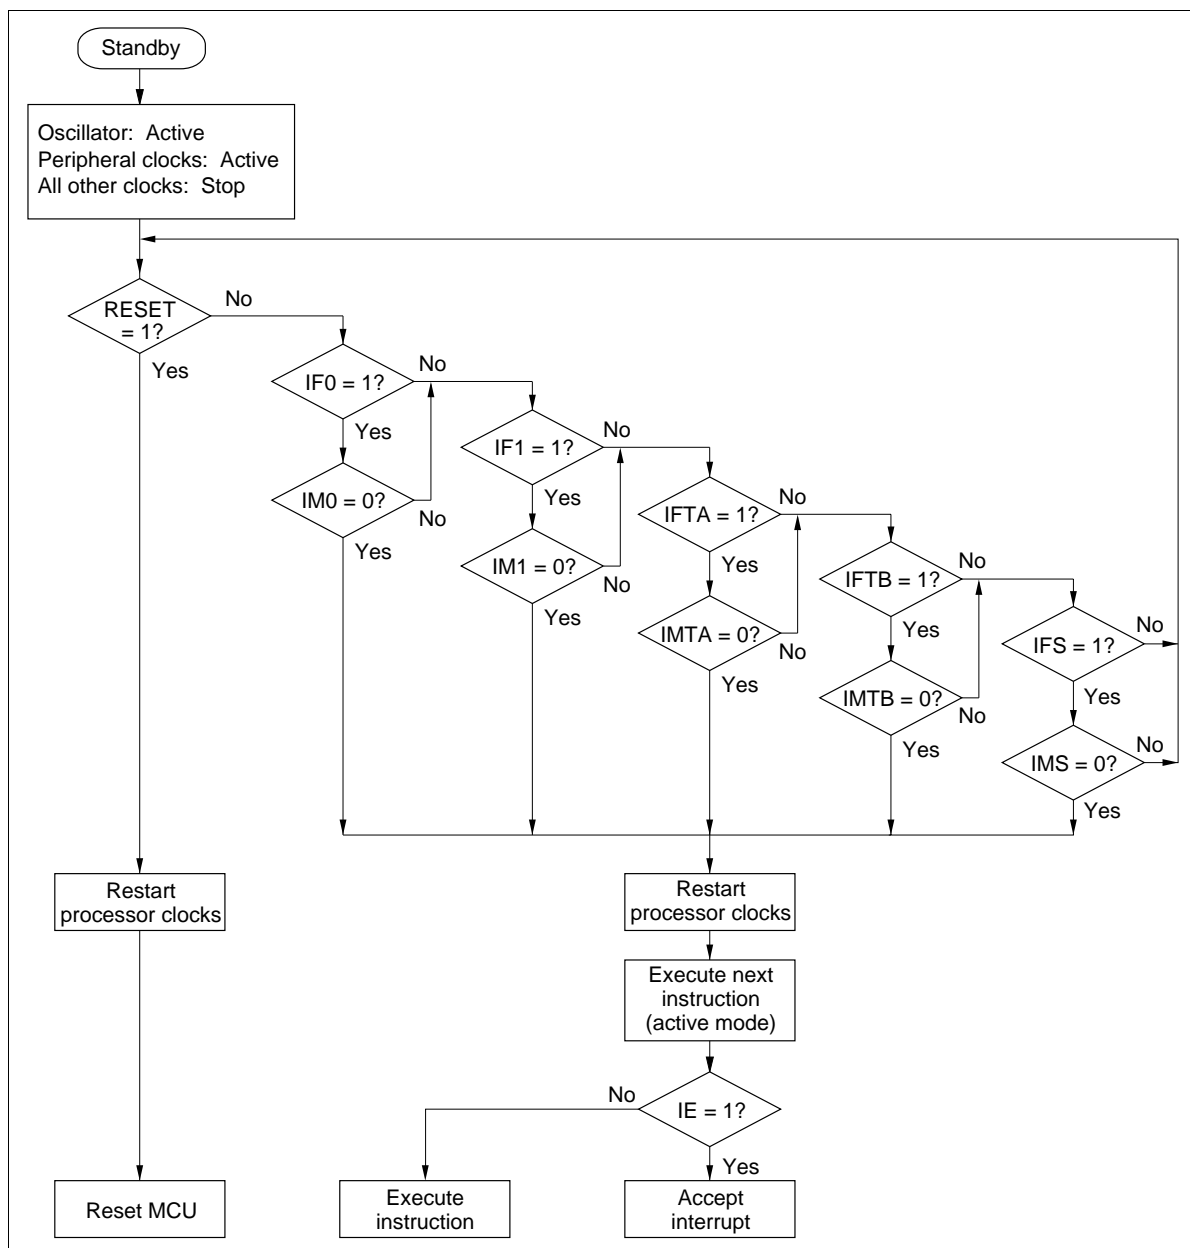 Standby
Oscillator: Active
Peripheral clocks: Active
All other clocks: Stop
RESET
= 1?
No
Yes
IF0 = 1?
No
Yes
IM0 = 0?
No
Yes
IF1 = 1?
No
Yes
IM1 = 0?
No
Yes
IFTA = 1?
No
Yes
IMTA = 0?
No
Yes
IFTB = 1?
No
Yes
IMTB = 0?
No
Yes
IFS = 1?
No
Yes
IMS = 0?
No
Yes
Restart
processor clocks
Restart
processor clocks
Execute next
instruction
(active mode)
IE = 1?
No
Yes
Reset MCU
Execute
instruction
Accept
interrupt